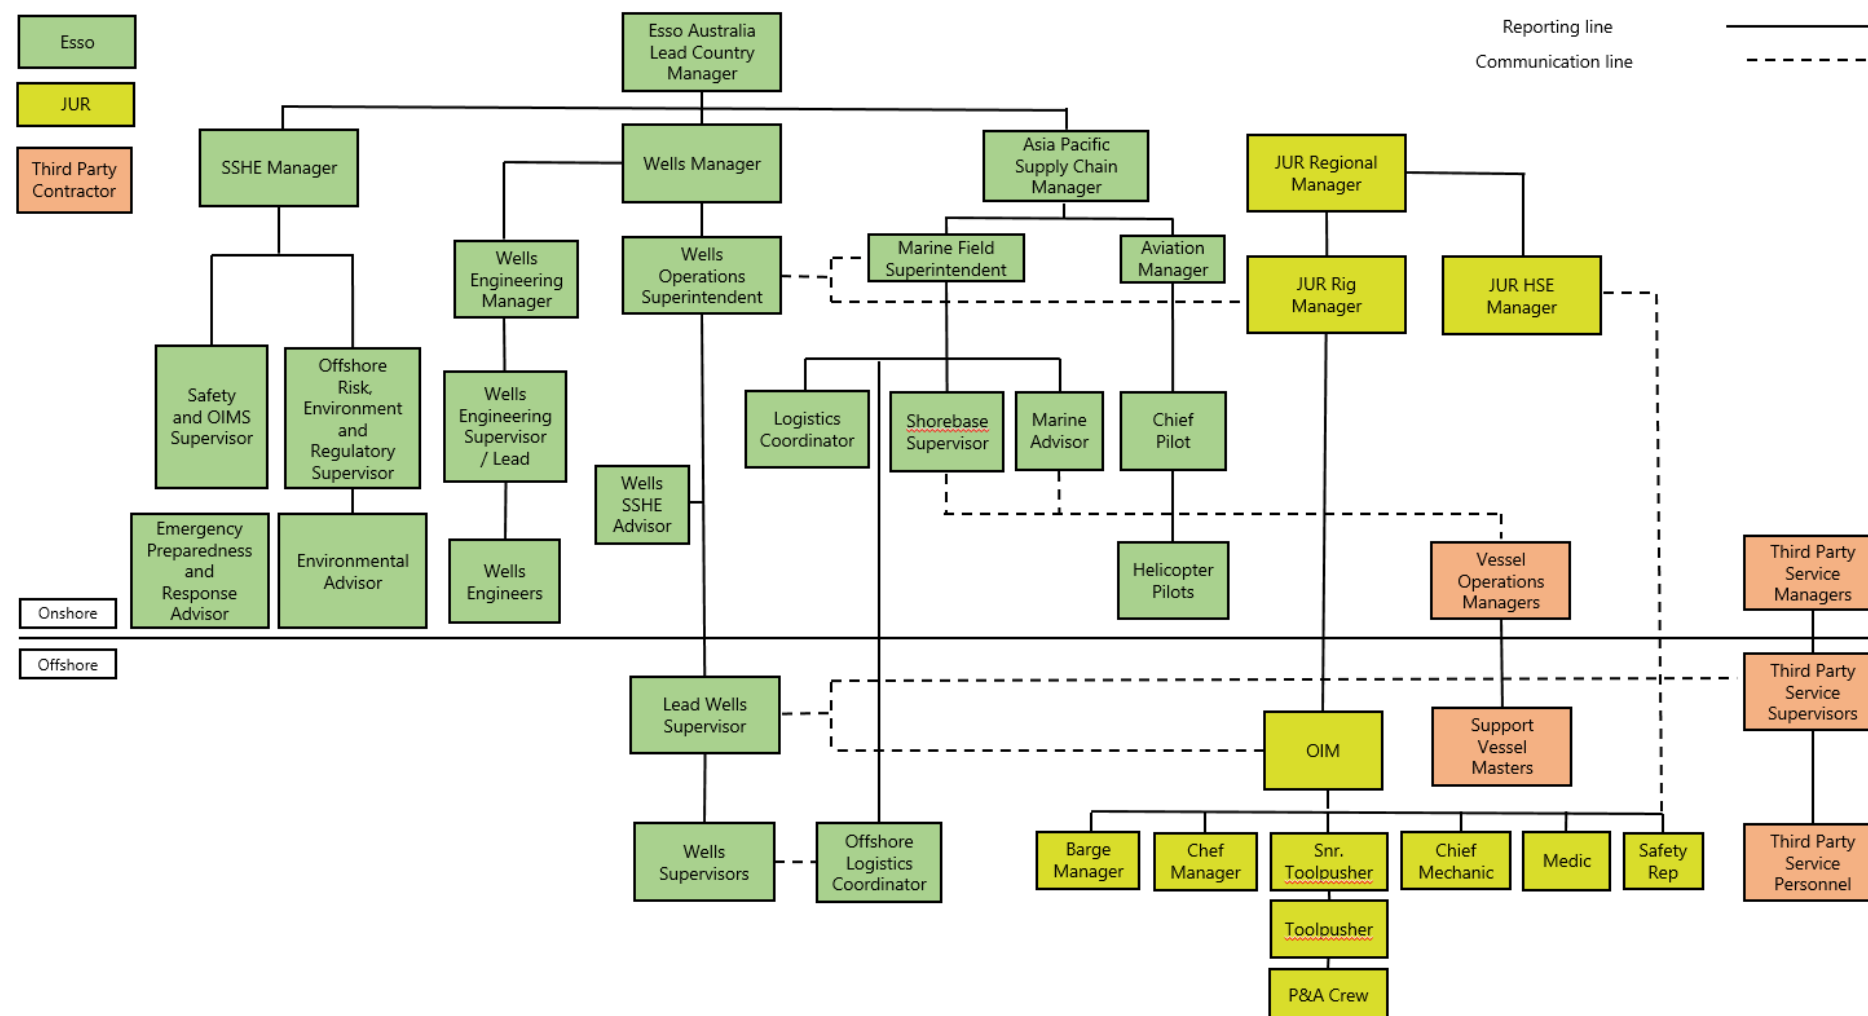 Esso
JUR
Third Party
Contractor
Reporting line
Communication line
Esso Australia
Lead Country
Manager
SSHE Manager
Wells Manager
Asia Pacific
Supply Chain
Manager
JUR Regional
Manager
Wells
Engineering
Manager
Wells
Operations
Superintendent
Marine Field
Superintendent
Aviation
Manager
JUR Rig
Manager
JUR HSE
Manager
Safety
and OIMS
Supervisor
Offshore
Risk,
Environment
and
Regulatory
Supervisor
Wells
Engineering
Supervisor
/ Lead
Logistics
Coordinator
Shorebase
Supervisor
Marine
Advisor
Chief
Pilot
Wells
SSHE
Advisor
Emergency
Preparedness
and
Response
Advisor
Environmental
Advisor
Wells
Engineers
Helicopter
Pilots
Vessel
Operations
Managers
Third Party
Service
Managers
Onshore
Offshore
Lead Wells
Supervisor
OIM
Support
Vessel
Masters
Third Party
Service
Supervisors
Wells
Supervisors
Offshore
Logistics
Coordinator
Barge
Manager
Chef
Manager
Snr.
Toolpusher
Chief
Mechanic
Medic
Safety
Rep
Third Party
Service
Personnel
Toolpusher
P&A Crew